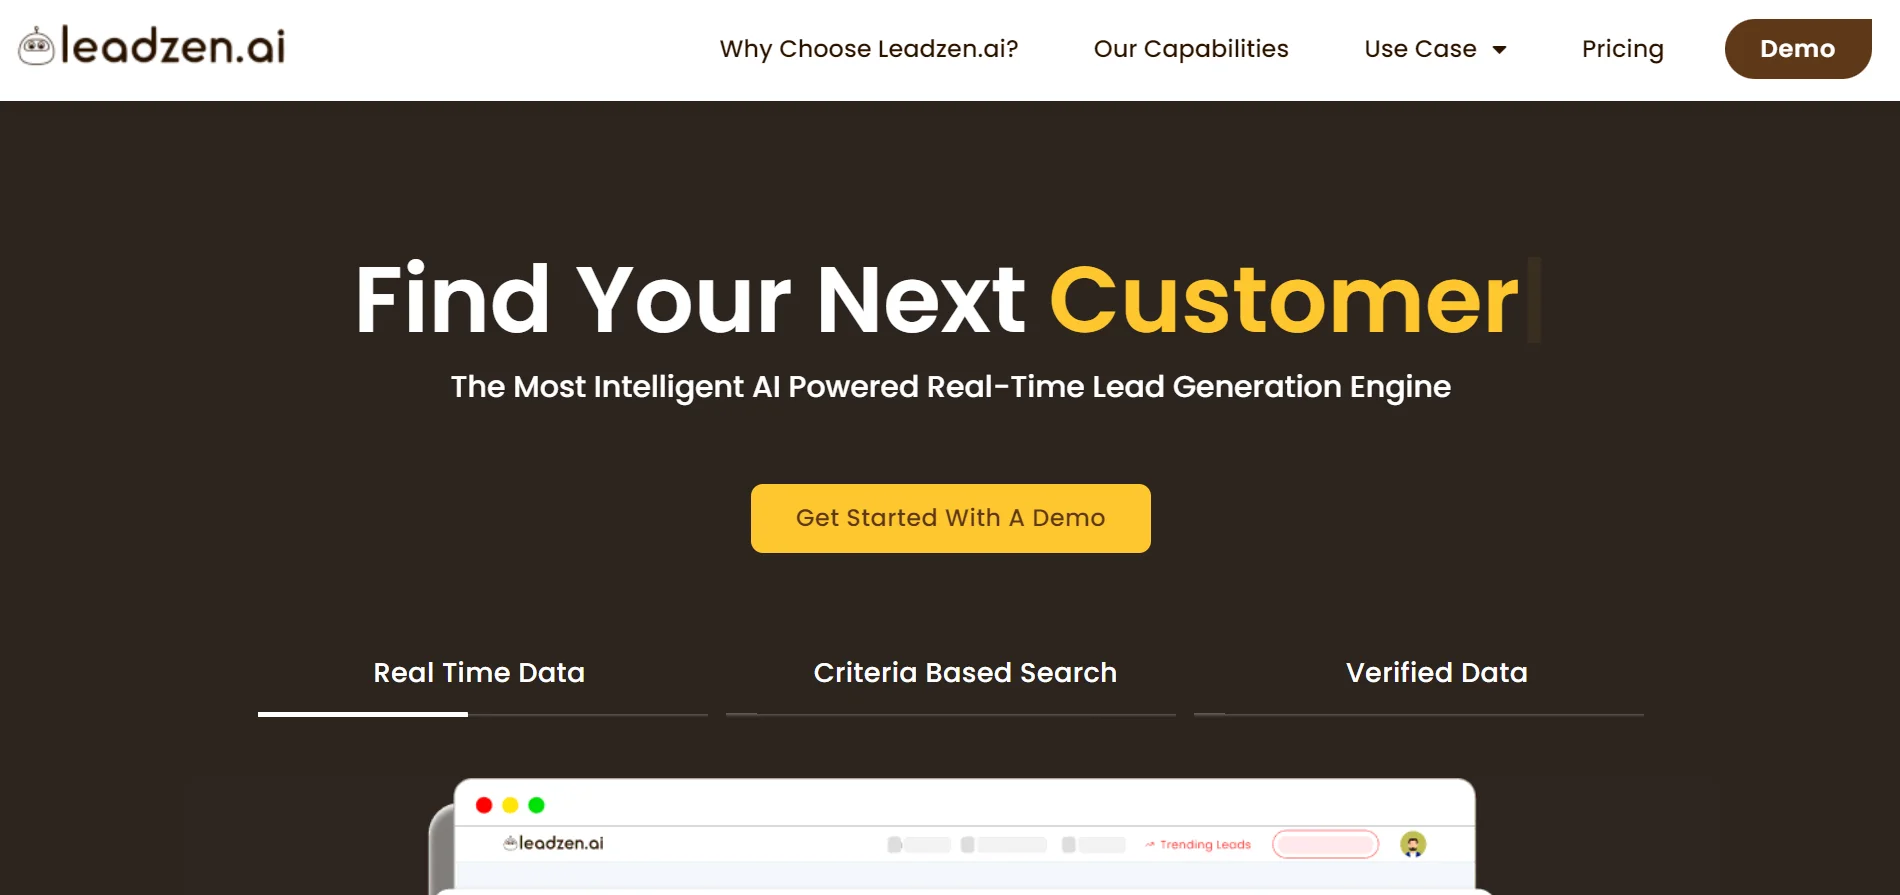 leadzen.ai
Why Choose Leadzen.ai? Our Capabilities Use Case Pricing Demo
Find Your Next Customer
The Most Intelligent AI Powered Real-Time Lead Generation Engine
Get Started With A Demo
Real Time Data Criteria Based Search Verified Data
leadzen.ai Trending Leads